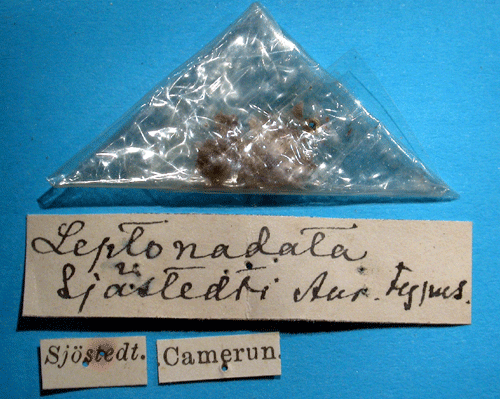 Leptonadata
Sjöstedti Aur. Typus.
Sjöstedt. Camerun.